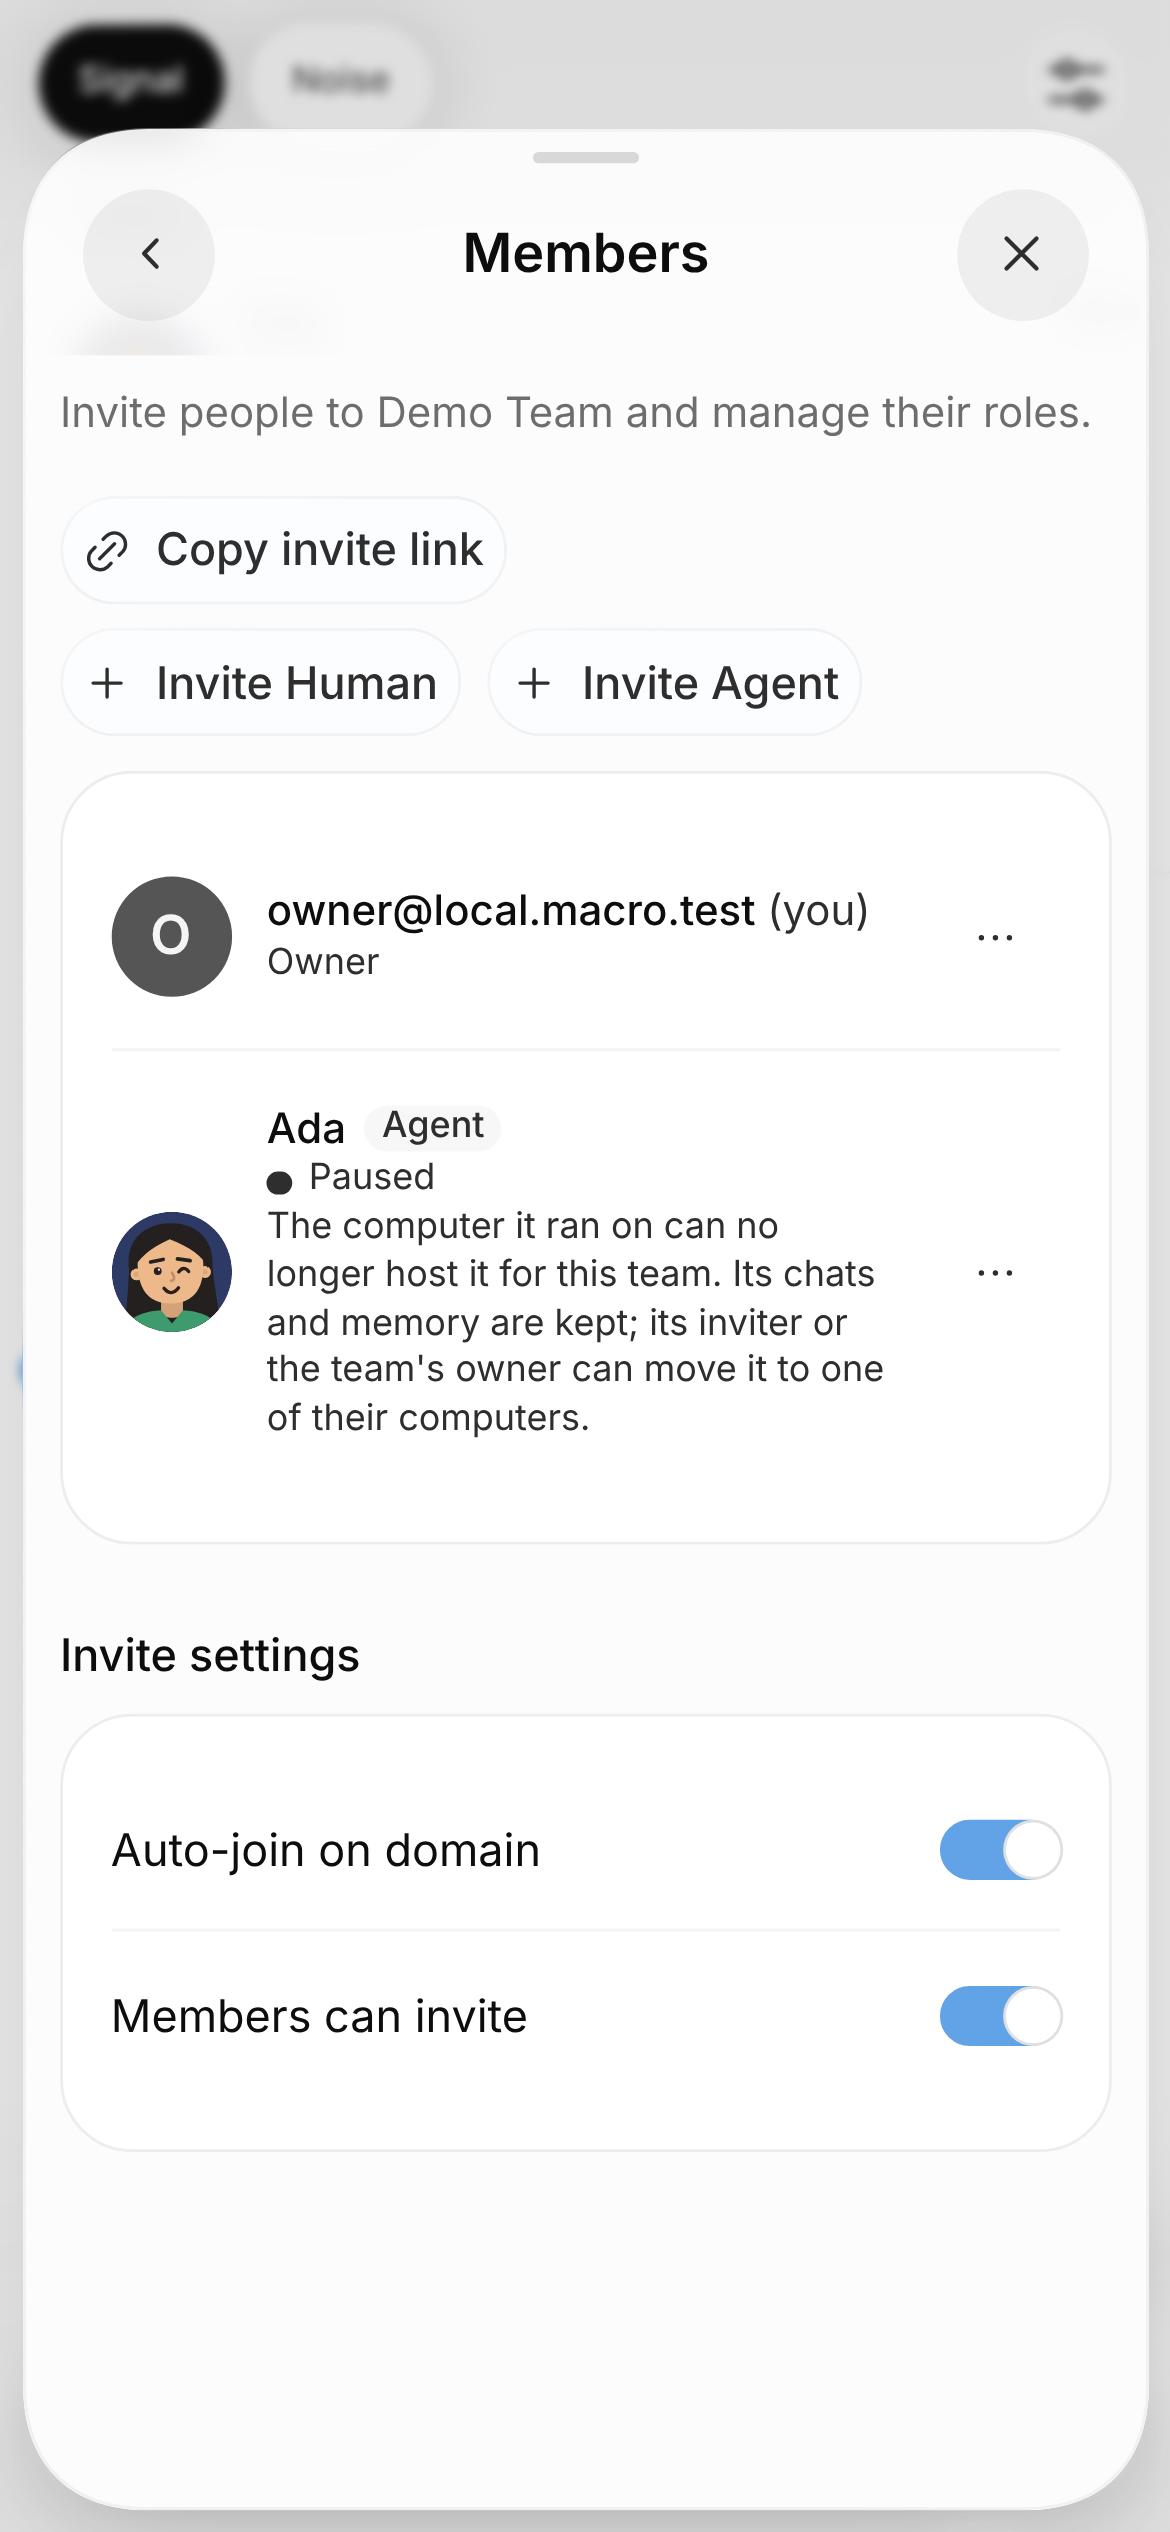 Signal
Noise
Members
Invite people to Demo Team and manage their roles.
Copy invite link
Invite Human
Invite Agent
O
owner@local.macro.test (you)
Owner
Ada
Agent
Paused
The computer it ran on can no
longer host it for this team. Its chats
and memory are kept; its inviter or
the team's owner can move it to one
of their computers.
Invite settings
Auto-join on domain
Members can invite